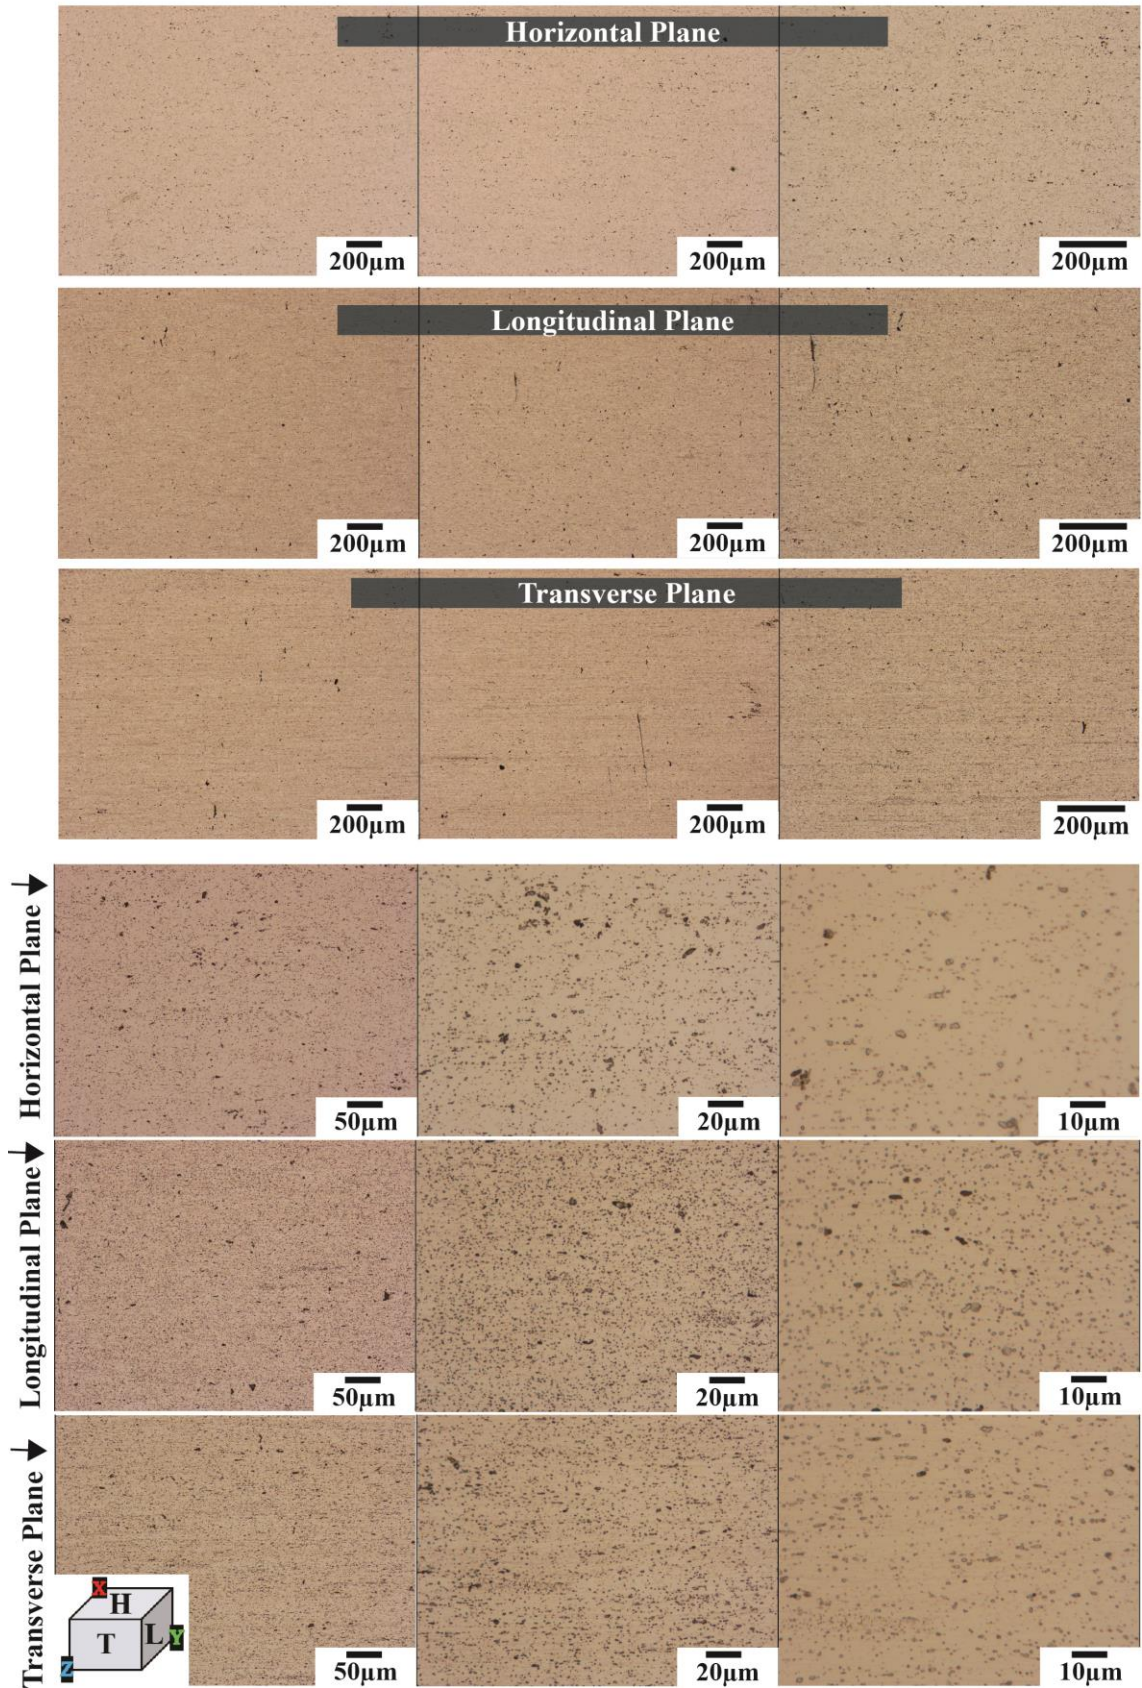 Horizontal Plane
200µm
200µm
200µm
Longitudinal Plane
200µm
200µm
200µm
Transverse Plane
200µm
200µm
200µm
Horizontal Plane
50µm
20µm
10µm
Longitudinal Plane
50µm
20µm
10µm
Transverse Plane
X
H
T
L
Y
Z
50µm
20µm
10µm